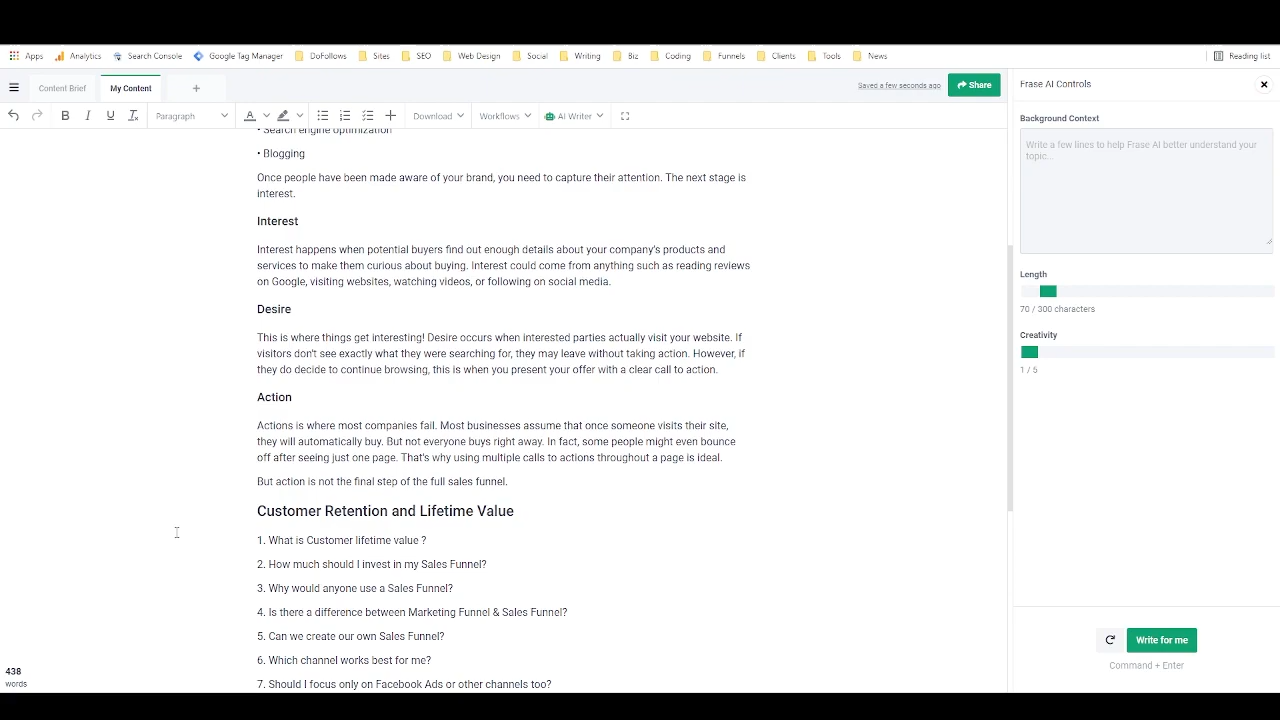 Apps Analytics Search Console Google Tag Manager DoFollows Sites SEO Web Design Social Writing Biz Coding Funnels Clients Tools News Reading list
Content Brief My Content + Saved a few seconds ago Share
Paragraph A Download Workflows AI Writer
B I U
• Search engine optimization
• Blogging
Once people have been made aware of your brand, you need to capture their attention. The next stage is
interest.
Interest
Interest happens when potential buyers find out enough details about your company's products and
services to make them curious about buying. Interest could come from anything such as reading reviews
on Google, visiting websites, watching videos, or following on social media.
Desire
This is where things get interesting! Desire occurs when interested parties actually visit your website. If
visitors don't see exactly what they were searching for, they may leave without taking action. However, if
they do decide to continue browsing, this is when you present your offer with a clear call to action.
Action
Actions is where most companies fail. Most businesses assume that once someone visits their site,
they will automatically buy. But not everyone buys right away. In fact, some people might even bounce
off after seeing just one page. That's why using multiple calls to actions throughout a page is ideal.
But action is not the final step of the full sales funnel.
Customer Retention and Lifetime Value
1. What is Customer lifetime value ?
2. How much should I invest in my Sales Funnel?
3. Why would anyone use a Sales Funnel?
4. Is there a difference between Marketing Funnel & Sales Funnel?
5. Can we create our own Sales Funnel?
6. Which channel works best for me?
7. Should I focus only on Facebook Ads or other channels too?
438
words
Frase AI Controls
Background Context
Write a few lines to help Frase AI better understand your
topic...
Length
70 / 300 characters
Creativity
1 / 5
Write for me
Command + Enter